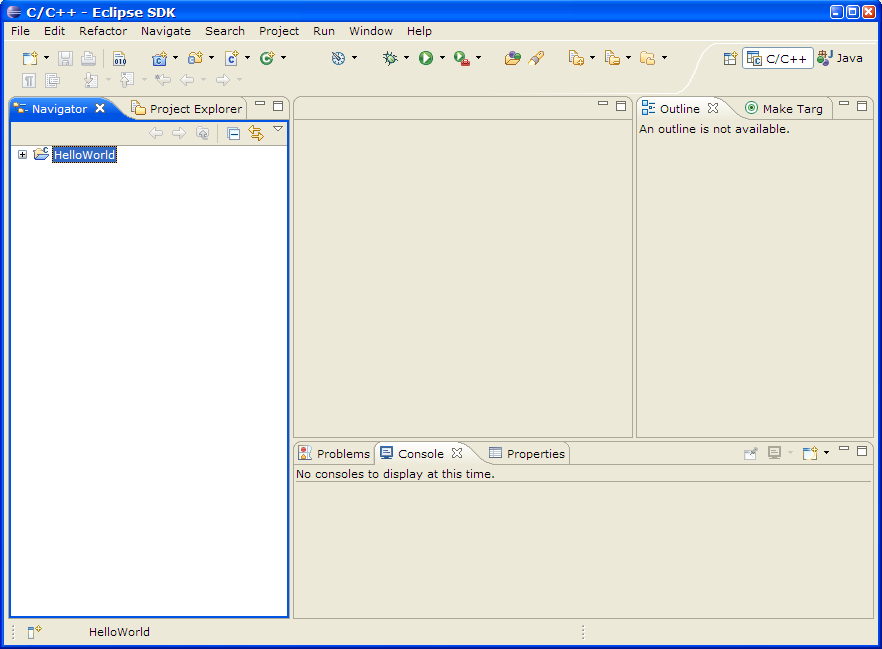 C/C++ - Eclipse SDK
File Edit Refactor Navigate Search Project Run Window Help
010
C/C++ Java
Navigator Project Explorer
Outline Make Targ
HelloWorld
An outline is not available.
Problems Console Properties
No consoles to display at this time.
HelloWorld